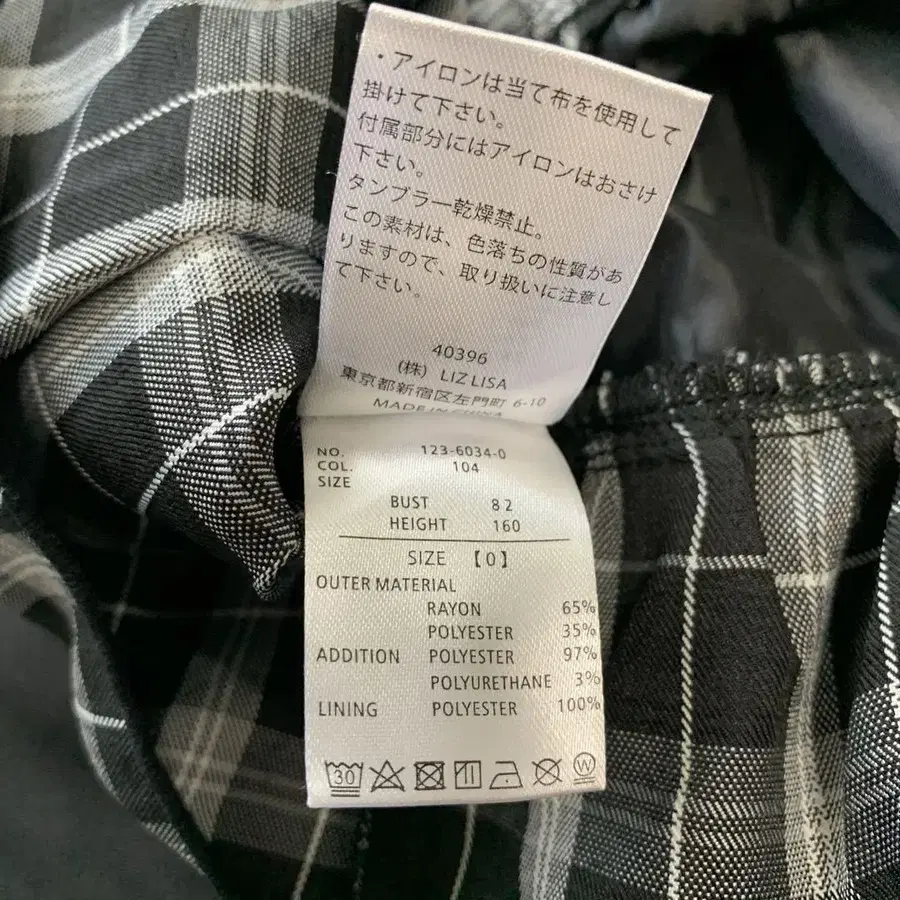 ・アイロンは当て布を使用して
掛けて下さい。
付属部分にはアイロンはおさけ
下さい。
タンブラー乾燥禁止。
この素材は、色落ちの性質があ
りますので、取り扱いに注意し
て下さい。
40396
(株) LIZ LISA
東京都新宿区左門町 6-10
MADE IN CHINA
NO. 123-6034-0
COL. 104
SIZE
BUST 82
HEIGHT 160
SIZE 【0】
OUTER MATERIAL
RAYON 65%
POLYESTER 35%
ADDITION POLYESTER 97%
POLYURETHANE 3%
LINING POLYESTER 100%
30 W